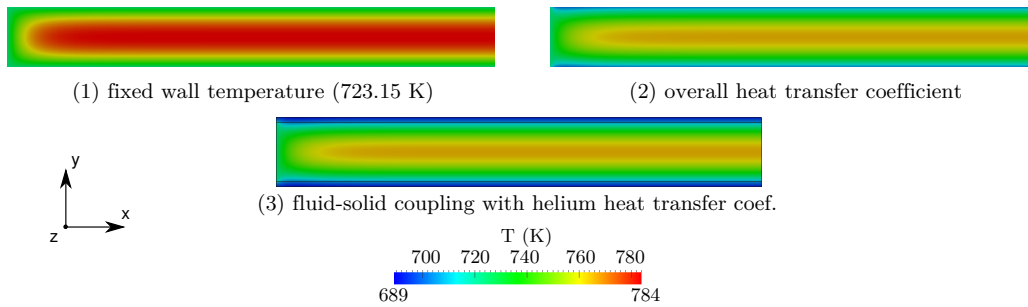 (1) fixed wall temperature (723.15 K)
(2) overall heat transfer coefficient
y
x
z
(3) fluid-solid coupling with helium heat transfer coef.
T (K)
700 720 740 760 780
689 784